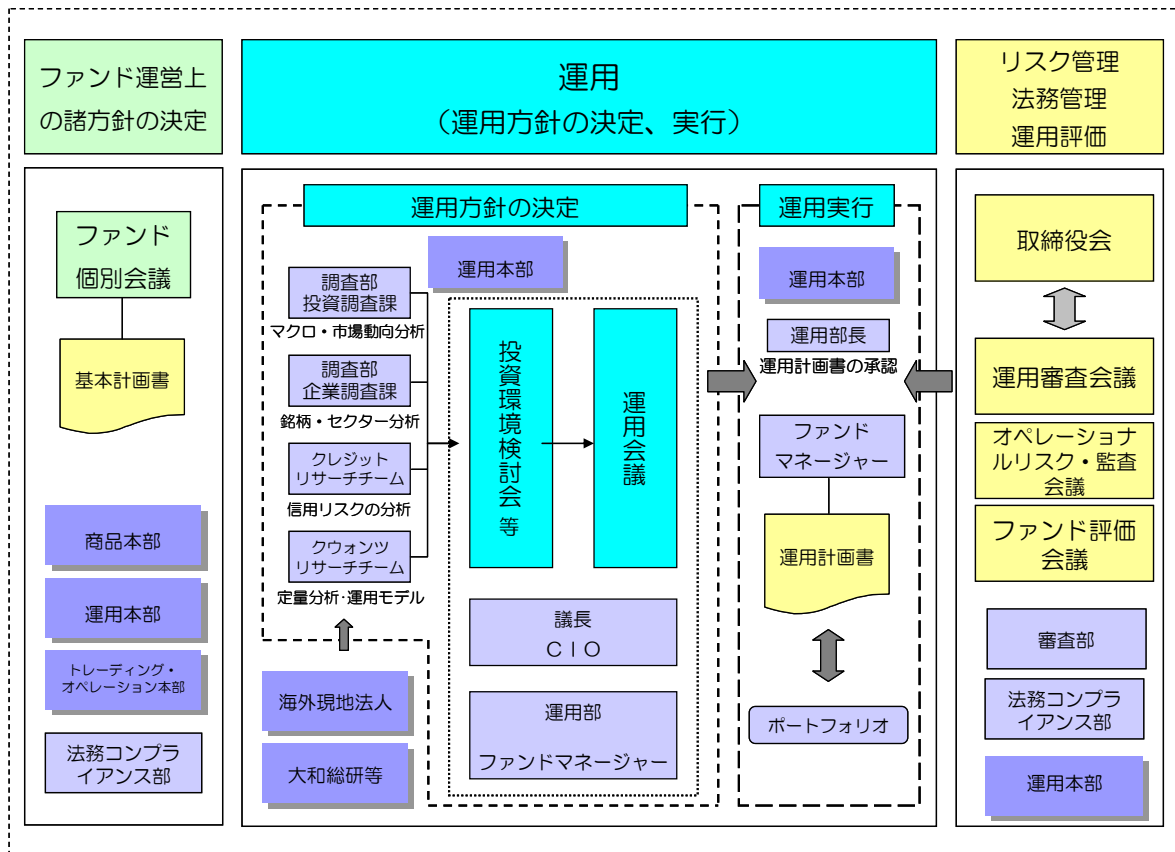 ファンド運営上
の諸方針の決定
運用
（運用方針の決定、実行）
リスク管理
法務管理
運用評価
ファンド
個別会議
基本計画書
商品本部
運用本部
トレーディング・
オペレーション本部
法務コンプラ
イアンス部
運用方針の決定
運用本部
調査部
投資調査課
マクロ・市場動向分析
調査部
企業調査課
銘柄・セクター分析
クレジット
リサーチチーム
信用リスクの分析
クウォンツ
リサーチチーム
定量分析・運用モデル
海外現地法人
大和総研等
投資環境検討会等
運用会議
議長
ＣＩＯ
運用部
ファンドマネージャー
運用実行
運用本部
運用部長
運用計画書の承認
ファンド
マネージャー
運用計画書
ポートフォリオ
取締役会
運用審査会議
オペレーショナ
ルリスク・監査
会議
ファンド評価
会議
審査部
法務コンプラ
イアンス部
運用本部